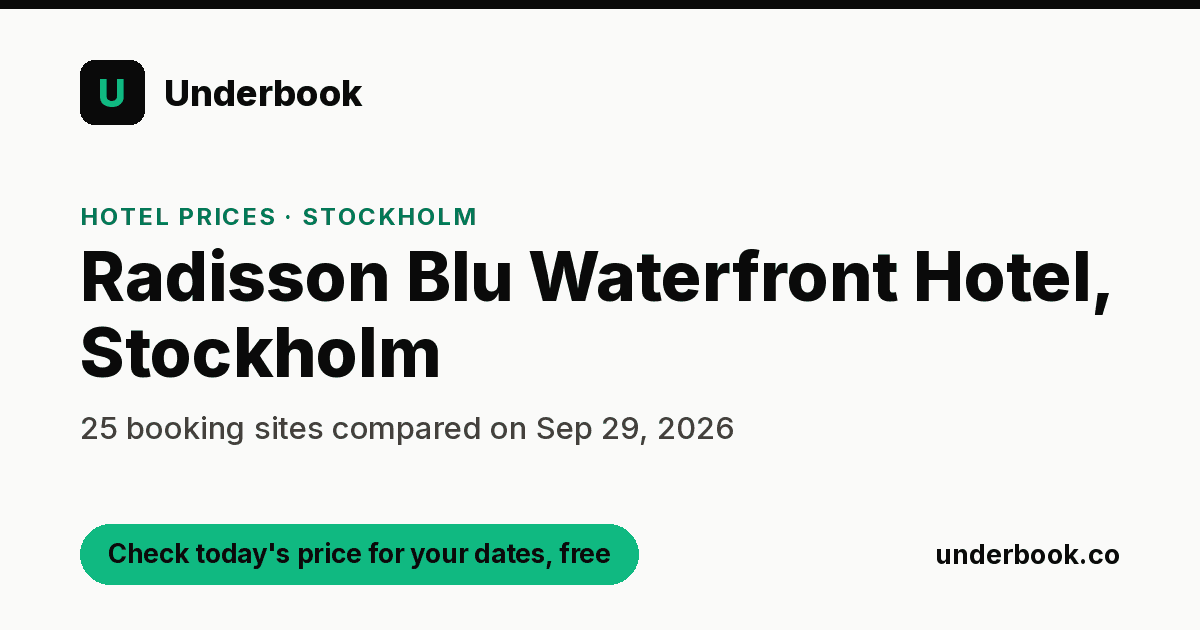 U Underbook
HOTEL PRICES · STOCKHOLM
Radisson Blu Waterfront Hotel,
Stockholm
25 booking sites compared on Sep 29, 2026
Check today's price for your dates, free
underbook.co